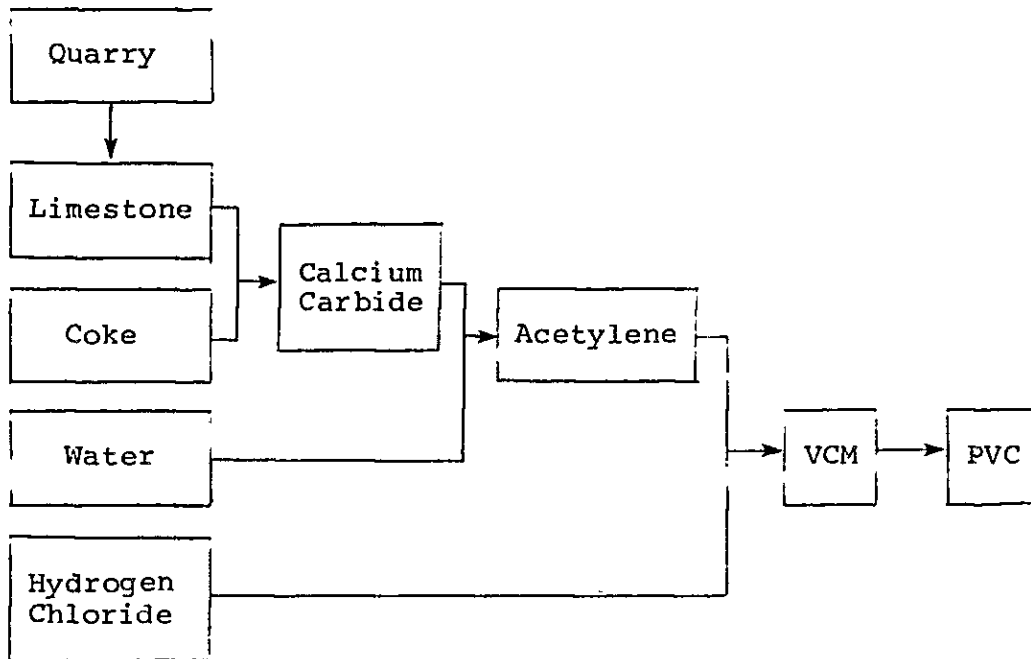 Quarry
Limestone
Coke
Calcium
Carbide
Water
Acetylene
Hydrogen
Chloride
VCM
PVC